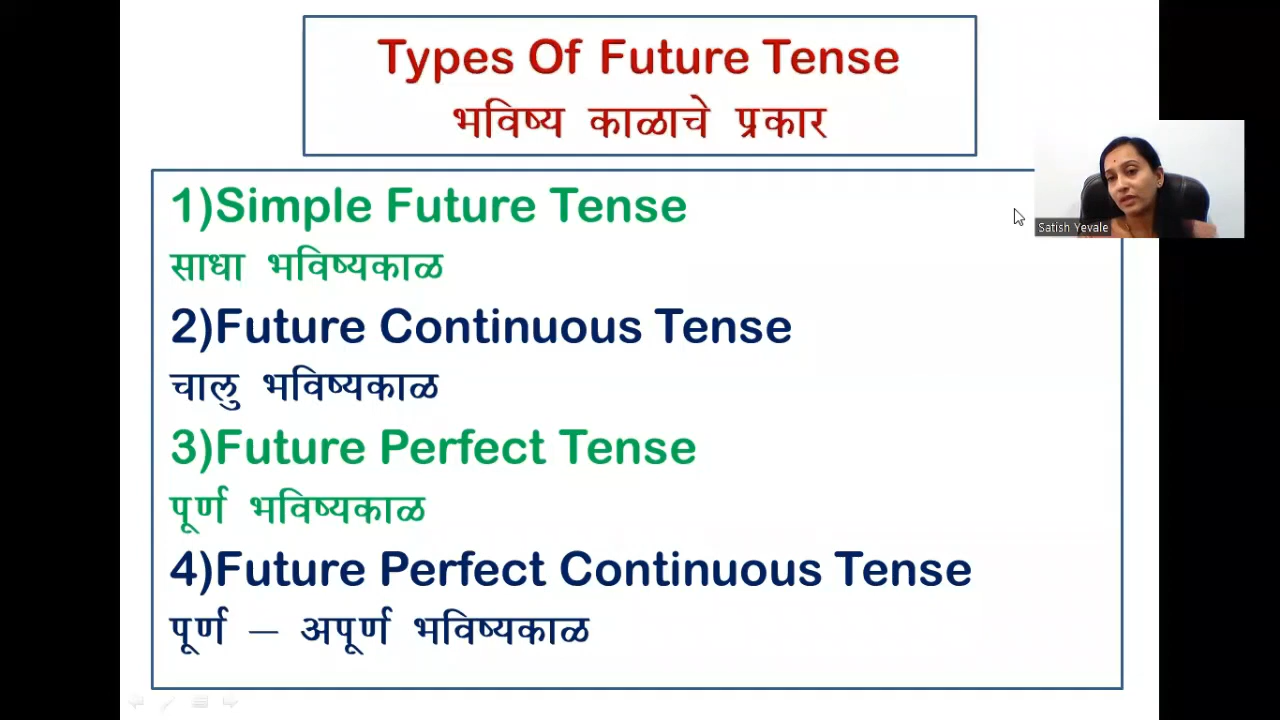 Types Of Future Tense
भविष्य काळाचे प्रकार
1)Simple Future Tense
साधा भविष्यकाळ
Satish Yevale
2)Future Continuous Tense
चालु भविष्यकाळ
3)Future Perfect Tense
पूर्ण भविष्यकाळ
4)Future Perfect Continuous Tense
पूर्ण – अपूर्ण भविष्यकाळ